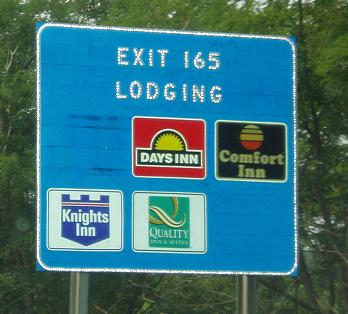 EXIT 165
LODGING
DAYS INN
Comfort
Inn
Knights
Inn
QUALITY
INN & SUITES